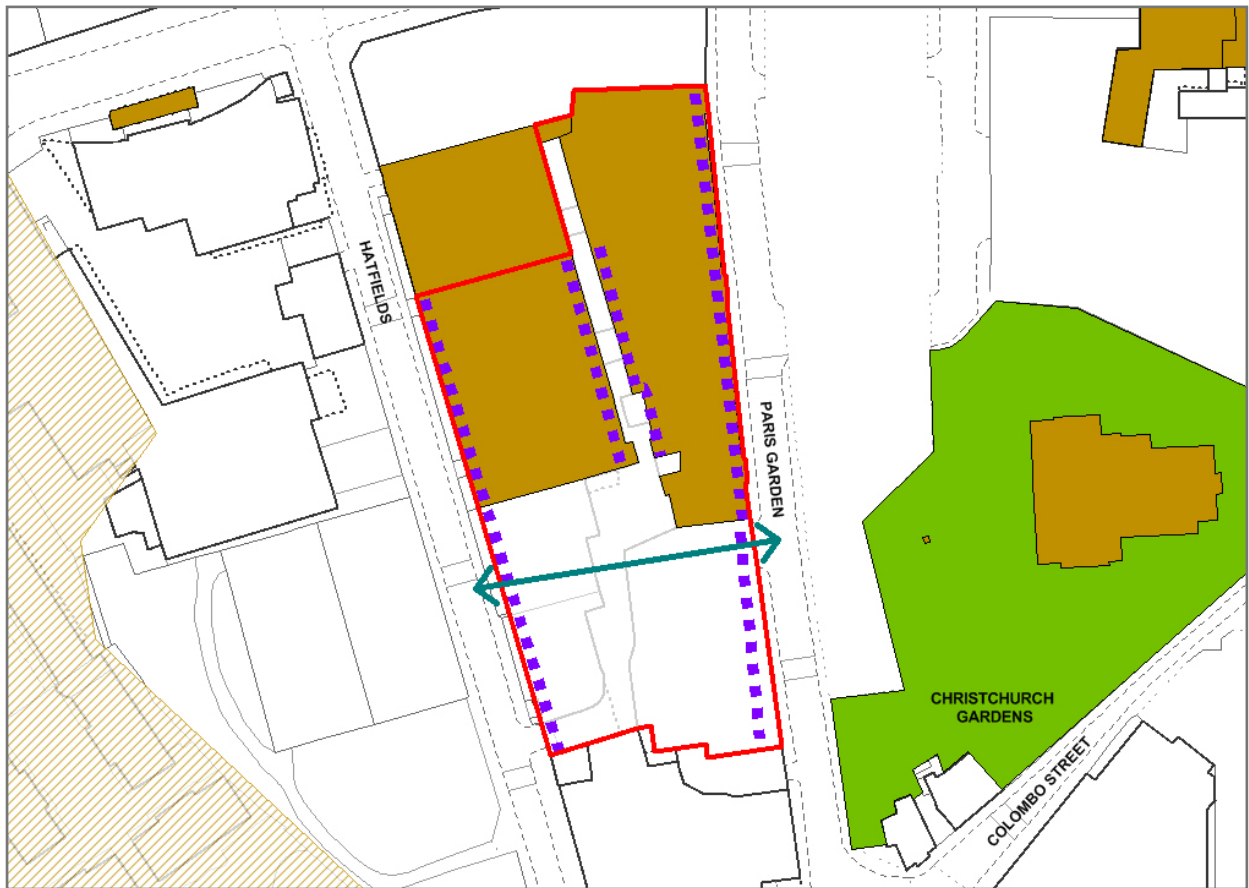 HATFIELDS
PARIS GARDEN
CHRISTCHURCH
GARDENS
COLOMBO STREET